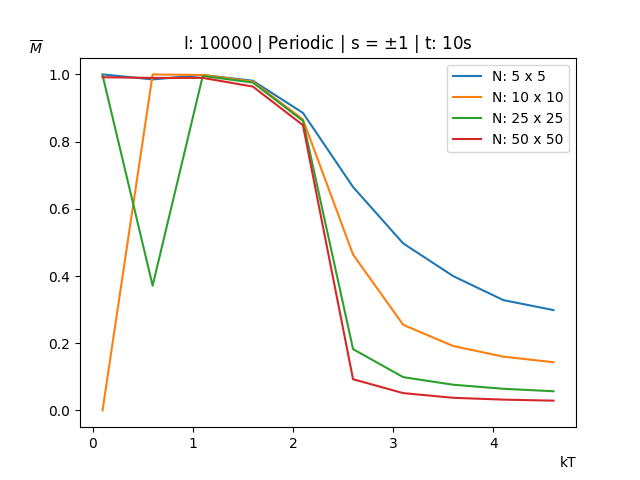 I: 10000 | Periodic | s = ±1 | t: 10s
M
1.0
0.8
0.6
0.4
0.2
0.0
N: 5 x 5
N: 10 x 10
N: 25 x 25
N: 50 x 50
0 1 2 3 4
kT